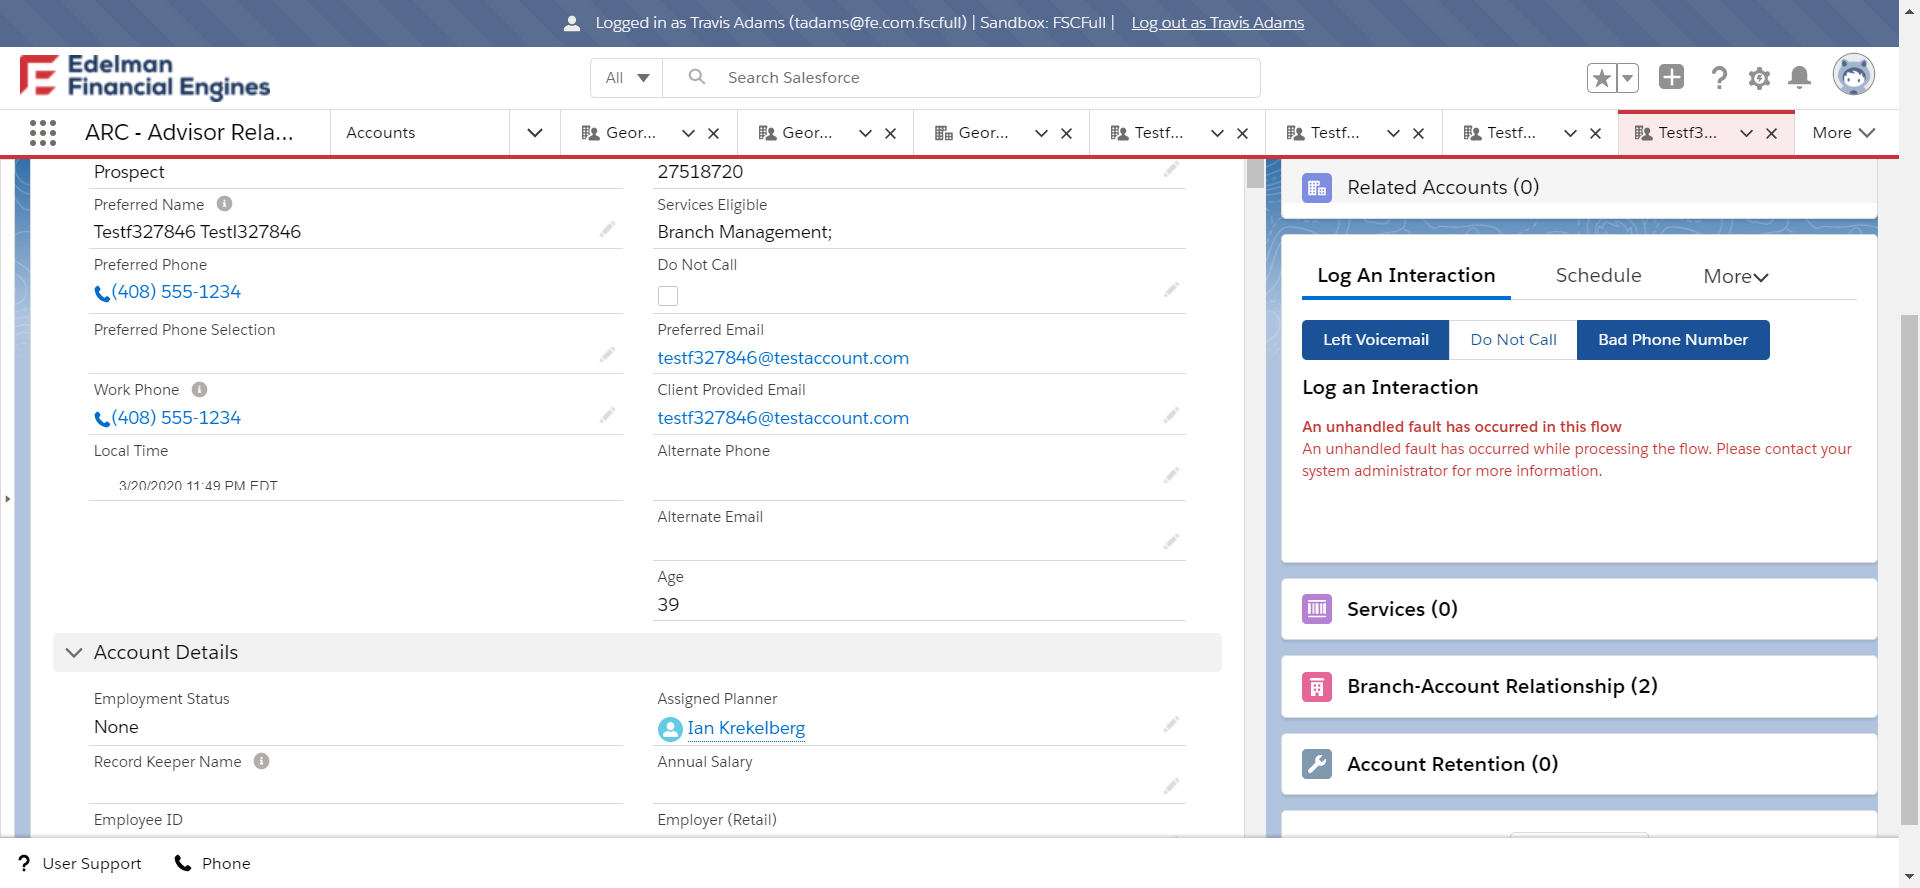 Logged in as Travis Adams (tadams@fe.com.fscfull) | Sandbox: FSCFull | Log out as Travis Adams
Edelman
Financial Engines
All
Search Salesforce
ARC - Advisor Rela...
Accounts
Geor...
Geor...
Geor...
Testf...
Testf...
Testf...
Testf3...
More
Prospect
27518720
Preferred Name
Testf327846 Testl327846
Services Eligible
Branch Management;
Preferred Phone
(408) 555-1234
Do Not Call
Preferred Phone Selection
Preferred Email
testf327846@testaccount.com
Work Phone
(408) 555-1234
Client Provided Email
testf327846@testaccount.com
Local Time
3/20/2020 11:49 PM EDT
Alternate Phone
Alternate Email
Age
39
Account Details
Employment Status
None
Assigned Planner
Ian Krekelberg
Record Keeper Name
Annual Salary
Employee ID
Employer (Retail)
Related Accounts (0)
Log An Interaction
Schedule
More
Left Voicemail
Do Not Call
Bad Phone Number
Log an Interaction
An unhandled fault has occurred in this flow
An unhandled fault has occurred while processing the flow. Please contact your
system administrator for more information.
Services (0)
Branch-Account Relationship (2)
Account Retention (0)
User Support
Phone